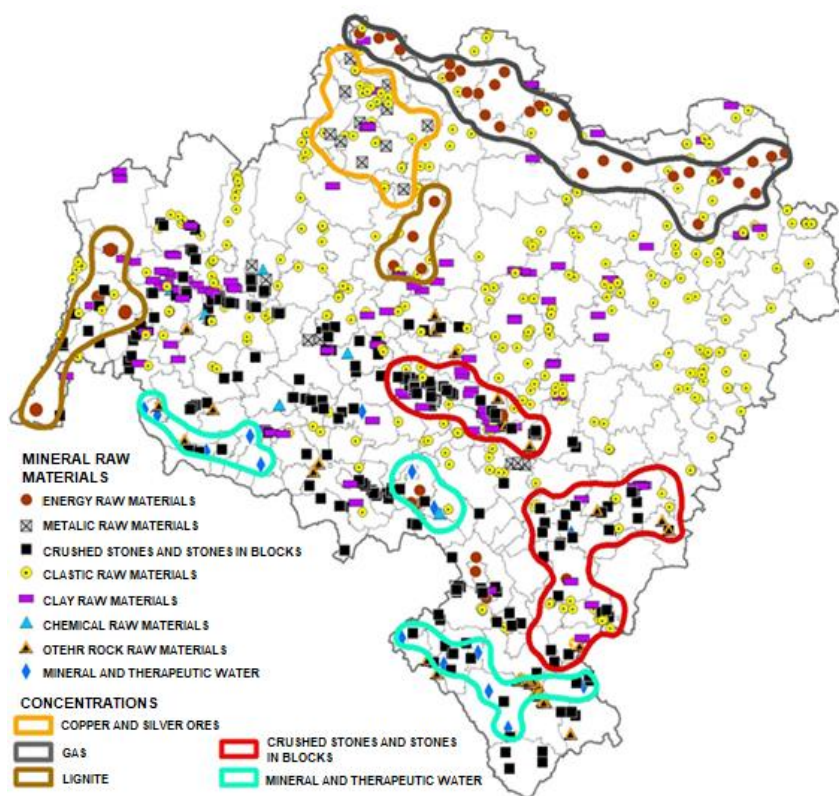 MINERAL RAW
MATERIALS
ENERGY RAW MATERIALS
METALIC RAW MATERIALS
CRUSHED STONES AND STONES IN BLOCKS
CLASTIC RAW MATERIALS
CLAY RAW MATERIALS
CHEMICAL RAW MATERIALS
OTEHR ROCK RAW MATERIALS
MINERAL AND THERAPEUTIC WATER
CONCENTRATIONS
COPPER AND SILVER ORES
GAS
LIGNITE
CRUSHED STONES AND STONES
IN BLOCKS
MINERAL AND THERAPEUTIC WATER